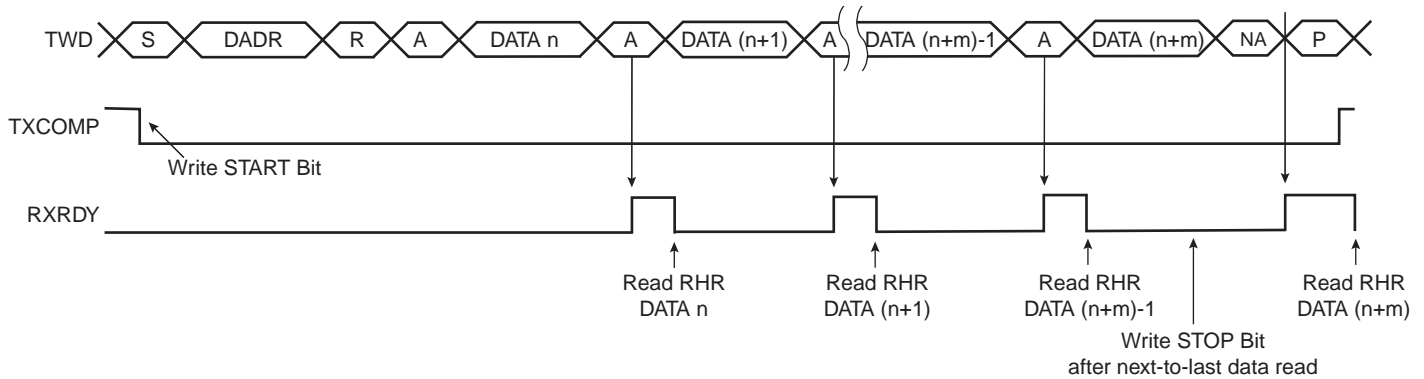 TWD S DADR R A DATA n A DATA (n+1) A DATA (n+m)-1 A DATA (n+m) NA P
TXCOMP
Write START Bit
RXRDY
Read RHR
DATA n
Read RHR
DATA (n+1)
Read RHR
DATA (n+m)-1
Read RHR
DATA (n+m)
Write STOP Bit
after next-to-last data read